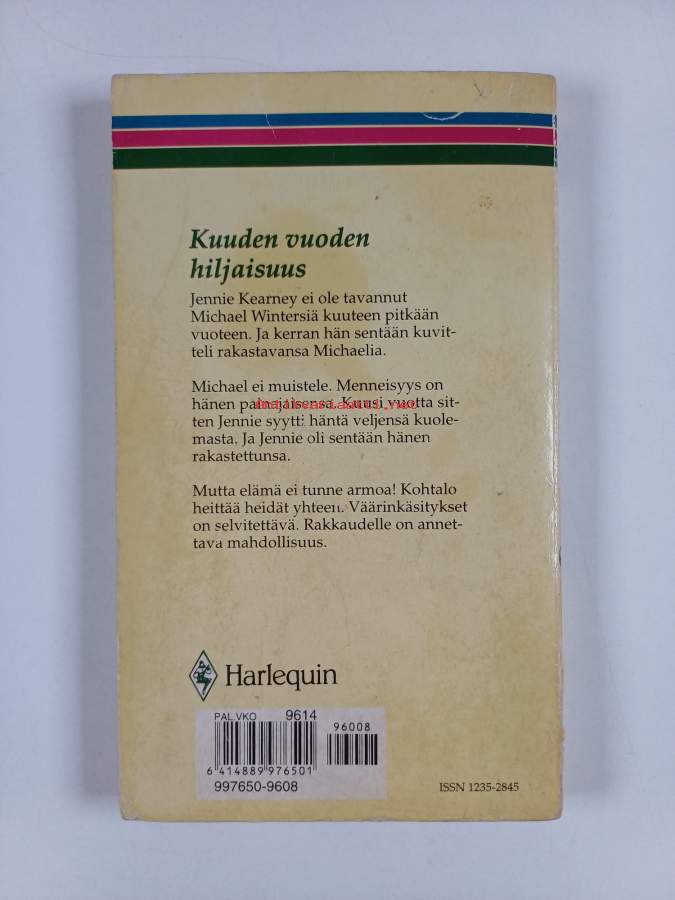 Kuuden vuoden
hiljaisuus
Jennie Kearney ei ole tavannut
Michael Wintersiä kuuteen pitkään
vuoteen. Ja kerran hän sentään kuvit-
teli rakastavansa Michaelia.
Michael ei muistele. Menneisyys on
hänen painajaisensa. Kuusi vuotta sit-
ten Jennie syytti häntä veljensä kuole-
masta. Ja Jennie oli sentään hänen
rakastettunsa.
Mutta elämä ei tunne armoa! Kohtalo
heittää heidät yhteen. Väärinkäsitykset
on selvitettävä. Rakkaudelle on annet-
tava mahdollisuus.
Harlequin
PAL.VKO 9614
96008
6 414889 976501
997650-9608
ISSN 1235-2845